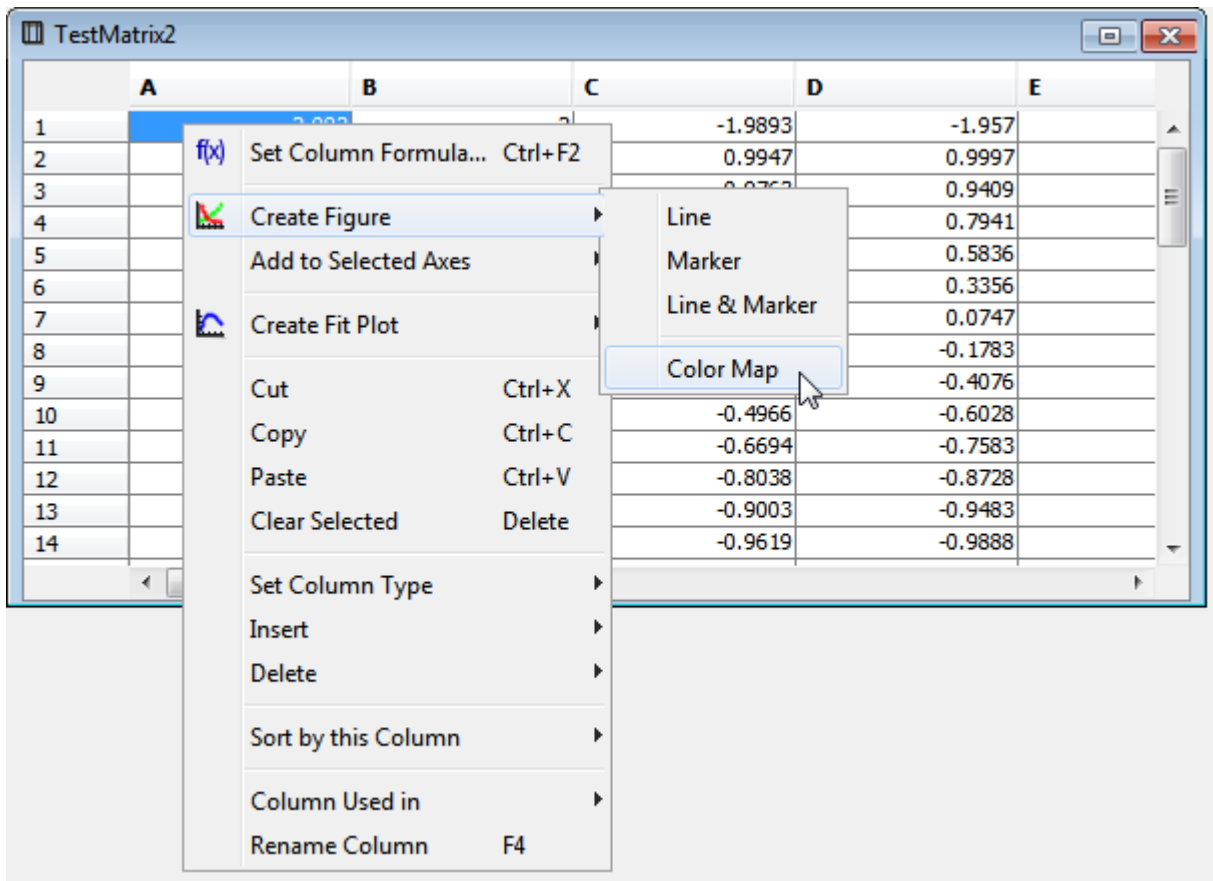 TestMatrix2
A B C D E
1 -1.9893 -1.957
2 Set Column Formula... Ctrl+F2 0.9947 0.9997
3 0.9409
4 Create Figure Line 0.7941
5 Add to Selected Axes Marker 0.5836
6 Line & Marker 0.3356
7 Create Fit Plot 0.0747
8 Color Map -0.1783
9 Cut Ctrl+X -0.4076
10 -0.4966 -0.6028
11 Copy Ctrl+C -0.6694 -0.7583
12 Paste Ctrl+V -0.8038 -0.8728
13 Clear Selected Delete -0.9003 -0.9483
14 -0.9619 -0.9888
Set Column Type
Insert
Delete
Sort by this Column
Column Used in
Rename Column F4
f(x)